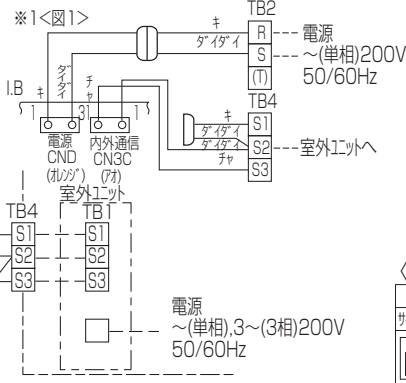 ※1<図1>
TB2
キ
R
電源
ダイダイ
S
～(単相)200V
(T)
50/60Hz
I.B
キ
ダイダイ
チャ
1
3
1
TB4
キ
S1
ダイダイ
ダイダイ
S2
室外ユニットへ
チャ
S3
電源
CND
(オレンジ)
内外通信
CN3C
(アオ)
室外ユニット
TB4
TB1
S1
S1
S2
S2
S3
S3
電源
～(単相),3～(3相)200V
50/60Hz